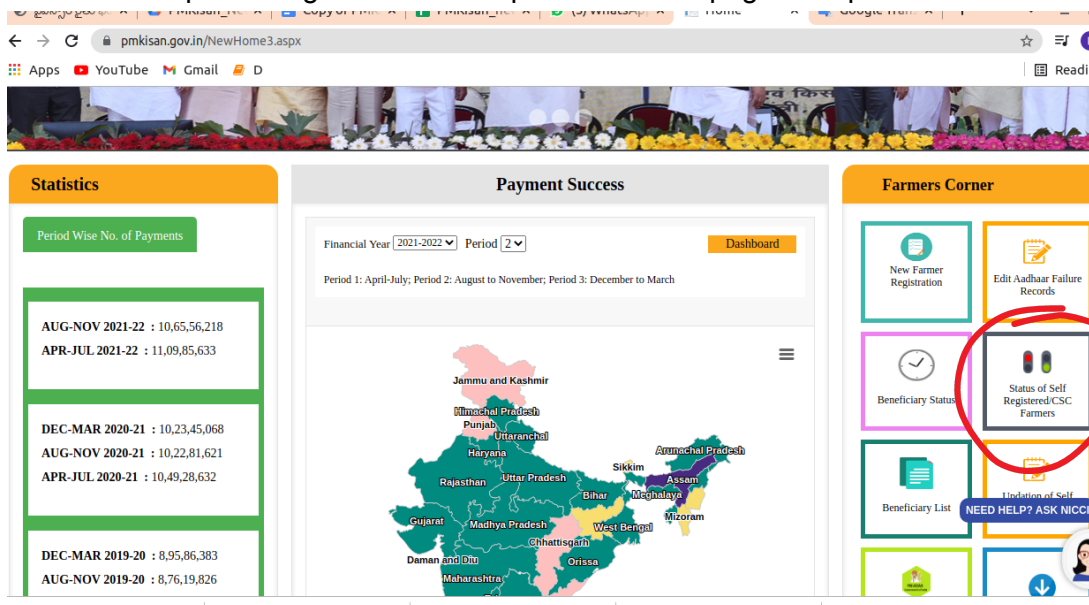 pmkisan.gov.in/NewHome3.aspx
Apps YouTube Gmail D
Statistics
Period Wise No. of Payments
AUG-NOV 2021-22 : 10,65,56,218
APR-JUL 2021-22 : 11,09,85,633
DEC-MAR 2020-21 : 10,23,45,068
AUG-NOV 2020-21 : 10,22,81,621
APR-JUL 2020-21 : 10,49,28,632
DEC-MAR 2019-20 : 8,95,86,383
AUG-NOV 2019-20 : 8,76,19,826
Payment Success
Financial Year 2021-2022 Period 2 Dashboard
Period 1: April-July; Period 2: August to November; Period 3: December to March
Jammu and Kashmir
Himachal Pradesh
Punjab
Uttaranchal
Haryana
Arunachal Pradesh
Sikkim
Rajasthan Uttar Pradesh Assam
Bihar Meghalaya
Gujarat Madhya Pradesh West Bengal Mizoram
Chhattisgarh
Daman and Diu Orissa
Maharashtra
Farmers Corner
New Farmer
Registration
Edit Aadhaar Failure
Records
Beneficiary Status
Status of Self
Registered/CSC
Farmers
Beneficiary List
Updation of Self
NEED HELP? ASK